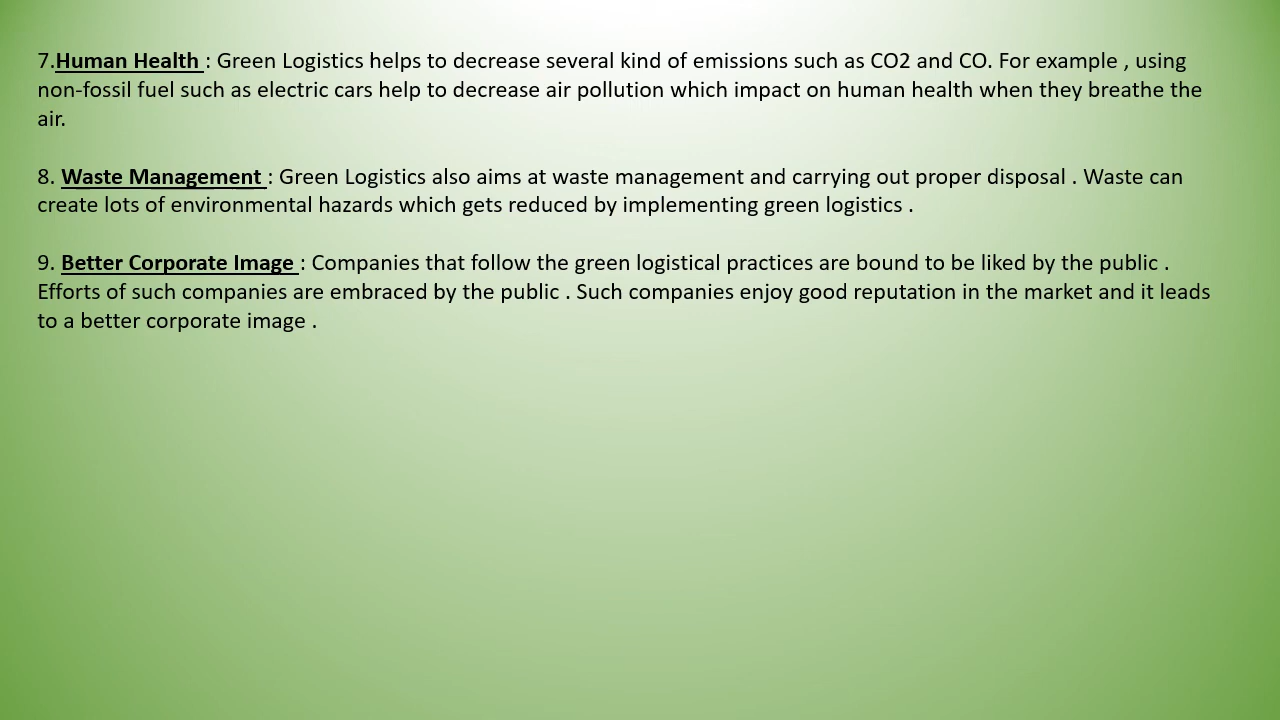 7.Human Health : Green Logistics helps to decrease several kind of emissions such as CO2 and CO. For example , using
non-fossil fuel such as electric cars help to decrease air pollution which impact on human health when they breathe the
air.
8. Waste Management : Green Logistics also aims at waste management and carrying out proper disposal . Waste can
create lots of environmental hazards which gets reduced by implementing green logistics .
9. Better Corporate Image : Companies that follow the green logistical practices are bound to be liked by the public .
Efforts of such companies are embraced by the public . Such companies enjoy good reputation in the market and it leads
to a better corporate image .